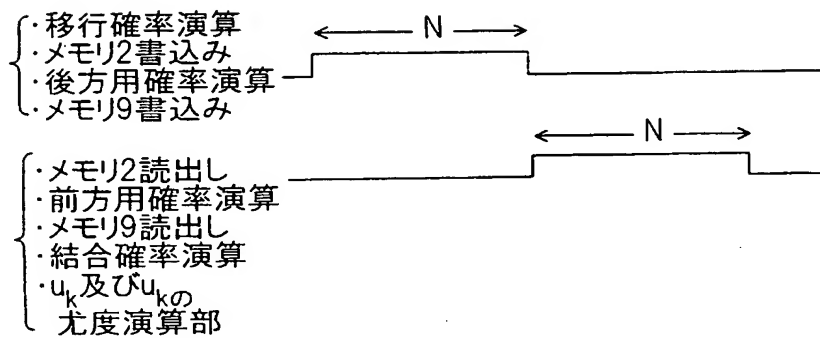 ・移行確率演算
・メモリ2書込み
・後方用確率演算
・メモリ9書込み
N
・メモリ2読出し
・前方用確率演算
・メモリ9読出し
・結合確率演算
・uk及びukの
尤度演算部
N